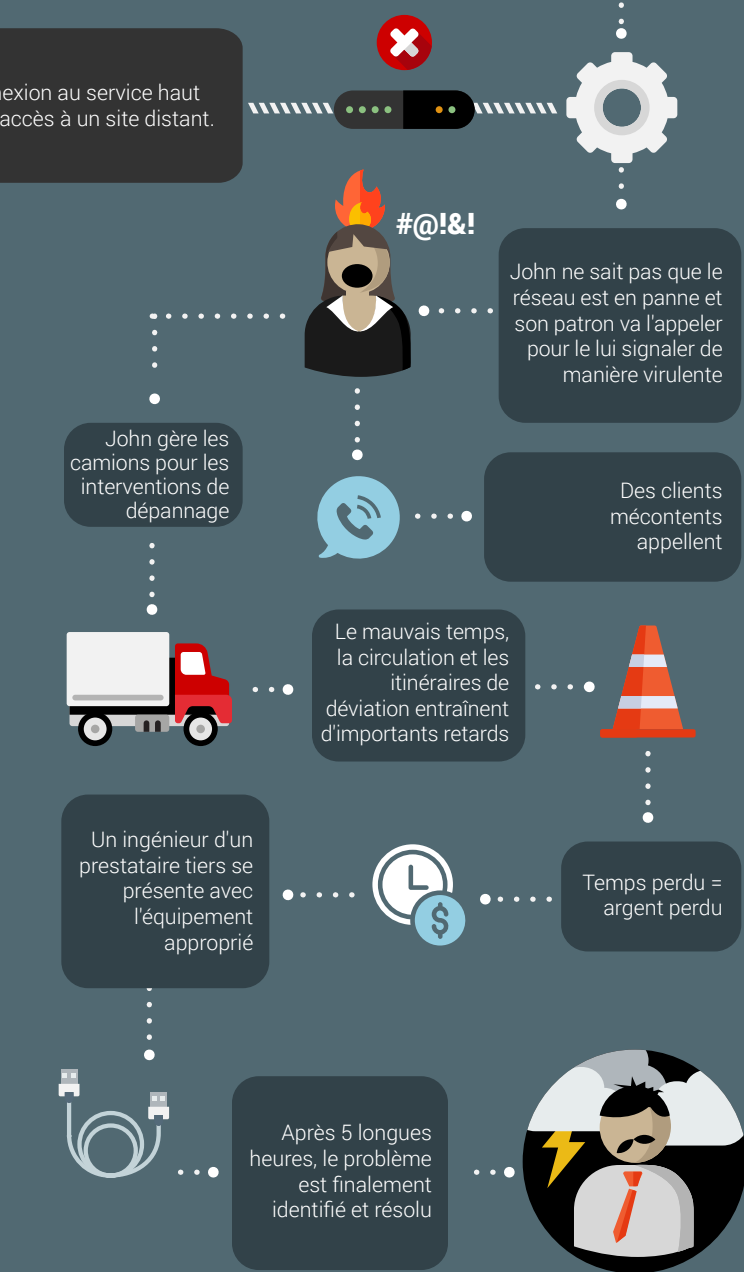 au service haut
accès à un site distant.
#@!&!
John ne sait pas que le
réseau est en panne et
son patron va l'appeler
pour le lui signaler de
manière virulente
John gère les
camions pour les
interventions de
dépannage
Des clients
mécontents
appellent
Le mauvais temps,
la circulation et les
itinéraires de
déviation entraînent
d'importants retards
Temps perdu =
argent perdu
$
Un ingénieur d'un
prestataire tiers se
présente avec
l'équipement
approprié
Après 5 longues
heures, le problème
est finalement
identifié et résolu